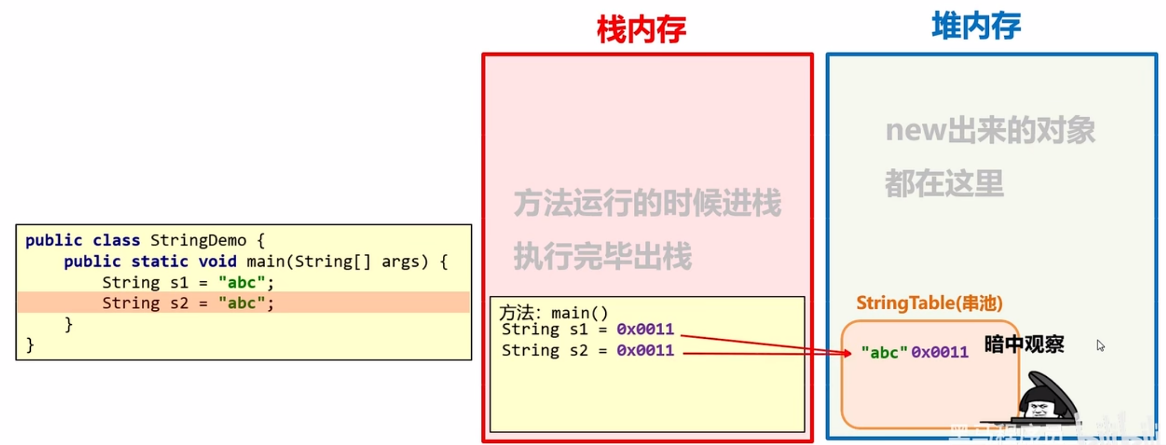 栈内存
堆内存
new出来的对象
都在这里
方法运行的时候进栈
执行完毕出栈
public class StringDemo {
public static void main(String[] args) {
String s1 = "abc";
String s2 = "abc";
}
}
方法：main()
String s1 = 0x0011
String s2 = 0x0011
StringTable(串池)
"abc" 0x0011
暗中观察